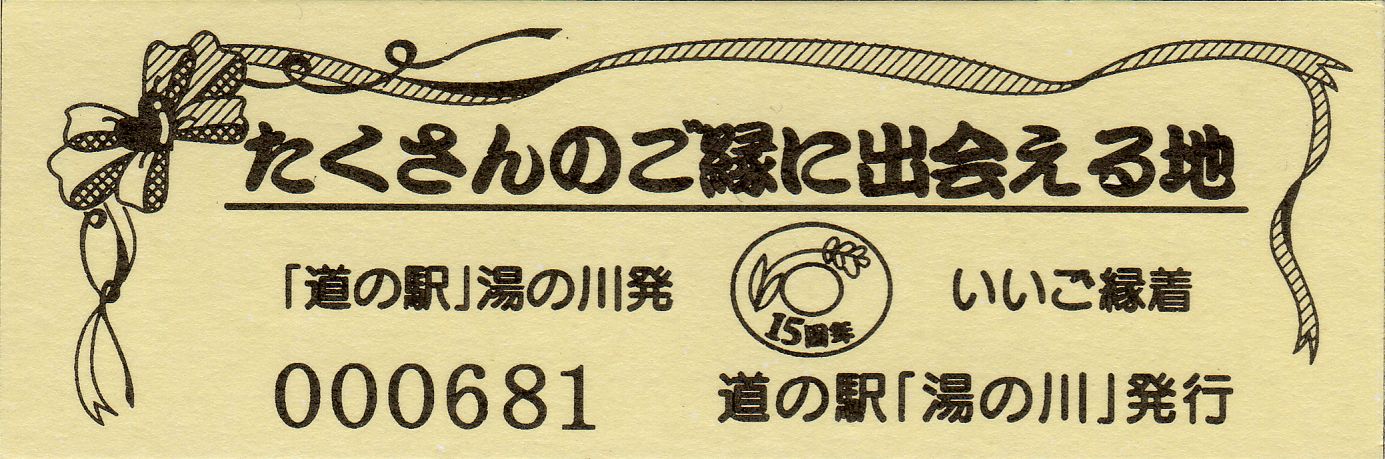 たくさんのご縁に出会える地
「道の駅」湯の川発
15周年
いいご縁着
000681
道の駅「湯の川」発行